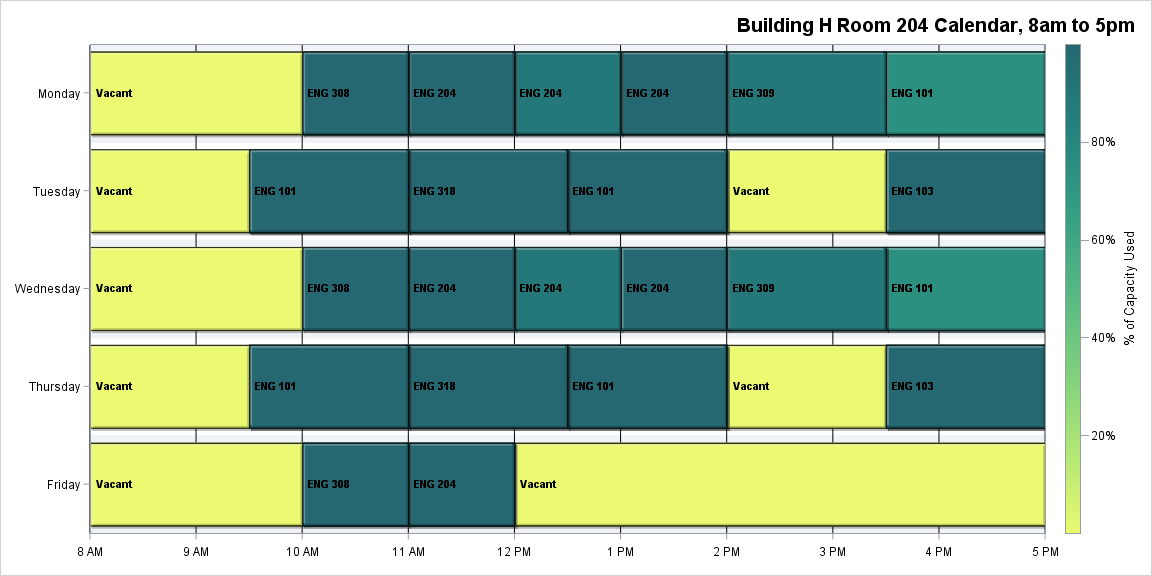 Building H Room 204 Calendar, 8am to 5pm
Monday Vacant ENG 308 ENG 204 ENG 204 ENG 204 ENG 309 ENG 101
Tuesday Vacant ENG 101 ENG 318 ENG 101 Vacant ENG 103
Wednesday Vacant ENG 308 ENG 204 ENG 204 ENG 204 ENG 309 ENG 101
Thursday Vacant ENG 101 ENG 318 ENG 101 Vacant ENG 103
Friday Vacant ENG 308 ENG 204 Vacant
8 AM 9 AM 10 AM 11 AM 12 PM 1 PM 2 PM 3 PM 4 PM 5 PM
80%
60%
40%
20%
% of Capacity Used